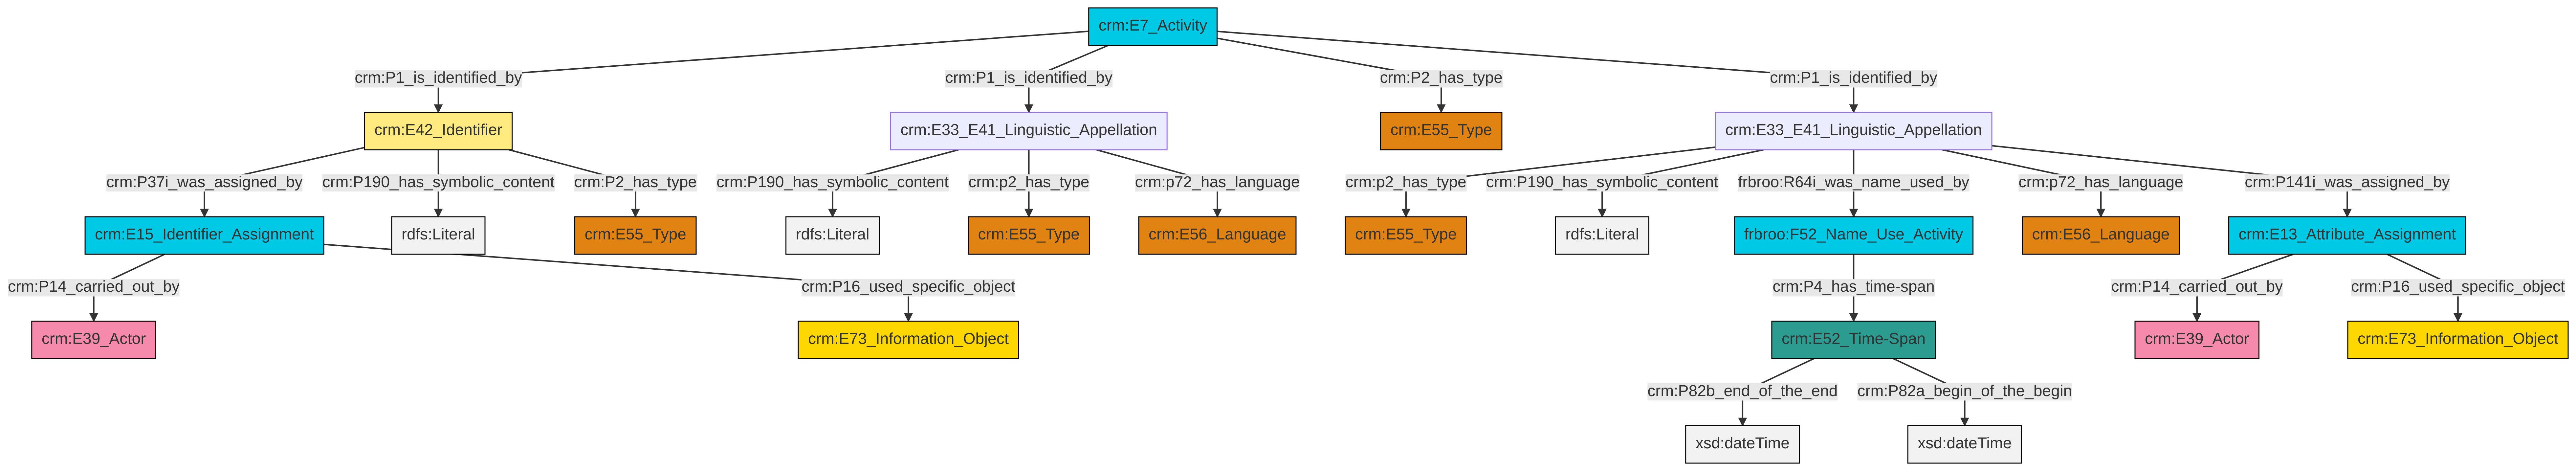 crm:E7_Activity
crm:P1_is_identified_by
crm:P1_is_identified_by
crm:P2_has_type
crm:P1_is_identified_by
crm:E42_Identifier
crm:E33_E41_Linguistic_Appellation
crm:E55_Type
crm:E33_E41_Linguistic_Appellation
crm:P37i_was_assigned_by
crm:P190_has_symbolic_content
crm:P2_has_type
crm:P190_has_symbolic_content
crm:p2_has_type
crm:p72_has_language
crm:p2_has_type
crm:P190_has_symbolic_content
frbroo:R64i_was_name_used_by
crm:p72_has_language
crm:P141i_was_assigned_by
crm:E15_Identifier_Assignment
rdfs:Literal
crm:E55_Type
rdfs:Literal
crm:E55_Type
crm:E56_Language
crm:E55_Type
rdfs:Literal
frbroo:F52_Name_Use_Activity
crm:E56_Language
crm:E13_Attribute_Assignment
crm:P14_carried_out_by
crm:P16_used_specific_object
crm:P4_has_time-span
crm:P14_carried_out_by
crm:P16_used_specific_object
crm:E39_Actor
crm:E73_Information_Object
crm:E52_Time-Span
crm:E39_Actor
crm:E73_Information_Object
crm:P82b_end_of_the_end
crm:P82a_begin_of_the_begin
xsd:dateTime
xsd:dateTime